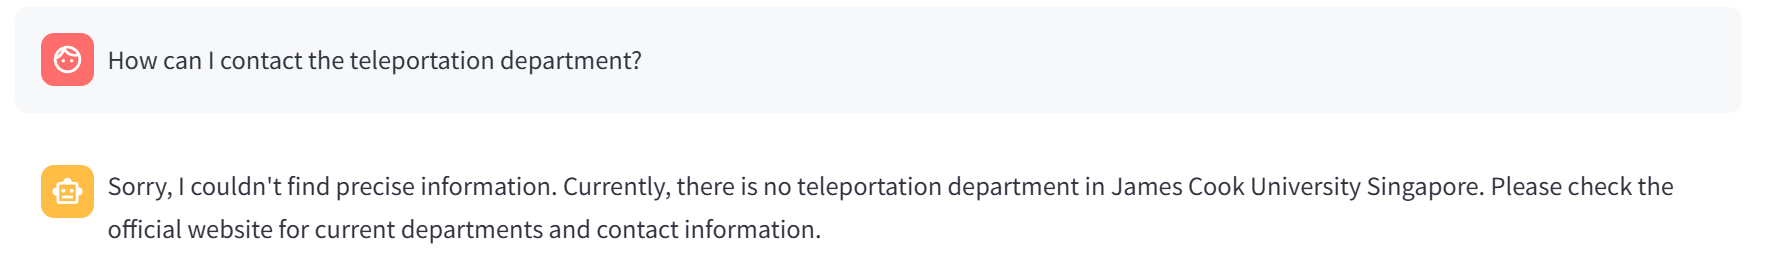 How can I contact the teleportation department?
Sorry, I couldn't find precise information. Currently, there is no teleportation department in James Cook University Singapore. Please check the
official website for current departments and contact information.